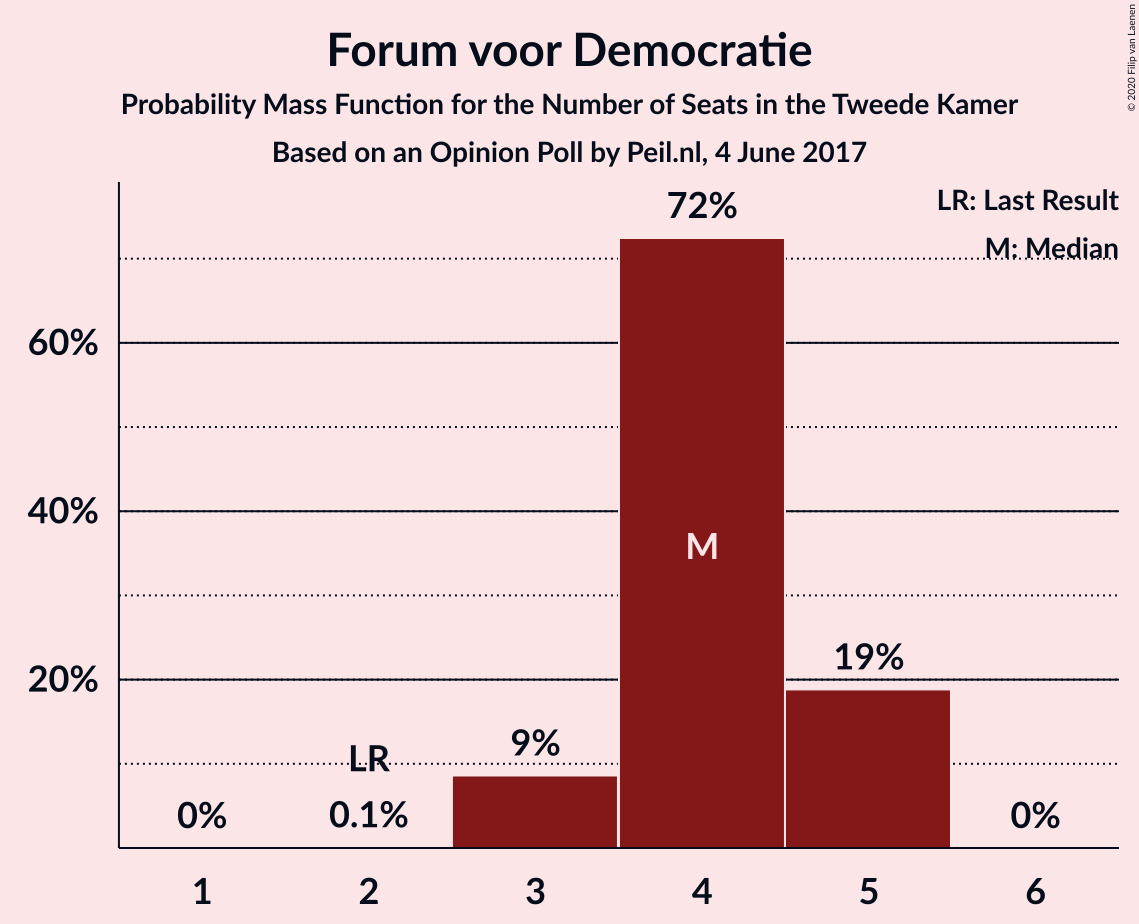 Forum voor Democratie
Probability Mass Function for the Number of Seats in the Tweede Kamer
Based on an Opinion Poll by Peil.nl, 4 June 2017
© 2020 Filip van Laenen
LR: Last Result
M: Median
72%
60%
40%
M
20%
19%
9%
LR
0%
0.1%
0%
1
2
3
4
5
6